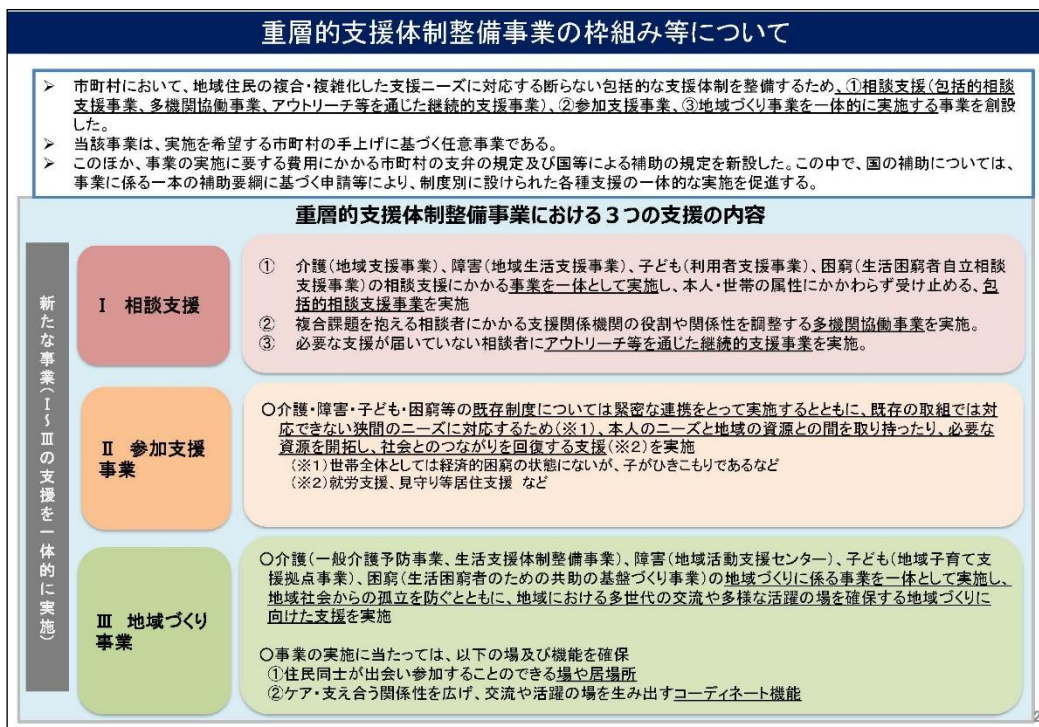 重層的支援体制整備事業の枠組み等について
➢ 市町村において、地域住民の複合・複雑化した支援ニーズに対応する断らない包括的な支援体制を整備するため、①相談支援(包括的相談
支援事業、多機関協働事業、アウトリーチ等を通じた継続的支援事業)、②参加支援事業、③地域づくり事業を一体的に実施する事業を創設
した。
➢ 当該事業は、実施を希望する市町村の手上げに基づく任意事業である。
➢ このほか、事業の実施に要する費用にかかる市町村の支弁の規定及び国等による補助の規定を新設した。この中で、国の補助については、
事業に係る一本の補助要綱に基づく申請等により、制度別に設けられた各種支援の一体的な実施を促進する。
重層的支援体制整備事業における3つの支援の内容
新たな事業(Ⅰ~Ⅲの支援を一体的に実施)
Ⅰ 相談支援
① 介護(地域支援事業)、障害(地域生活支援事業)、子ども(利用者支援事業)、困窮(生活困窮者自立相談
支援事業)の相談支援にかかる事業を一体として実施し、本人・世帯の属性にかかわらず受け止める、包
括的相談支援事業を実施
② 複合課題を抱える相談者にかかる支援関係機関の役割や関係性を調整する多機関協働事業を実施。
③ 必要な支援が届いていない相談者にアウトリーチ等を通じた継続的支援事業を実施。
Ⅱ 参加支援
事業
〇介護・障害・子ども・困窮等の既存制度については緊密な連携をとって実施するとともに、既存の取組では対
応できない狭間のニーズに対応するため(※1)、本人のニーズと地域の資源との間を取り持ったり、必要な
資源を開拓し、社会とのつながりを回復する支援(※2)を実施
(※1)世帯全体としては経済的困窮の状態にないが、子がひきこもりであるなど
(※2)就労支援、見守り等居住支援 など
Ⅲ 地域づくり
事業
〇介護(一般介護予防事業、生活支援体制整備事業)、障害(地域活動支援センター)、子ども(地域子育て支
援拠点事業)、困窮(生活困窮者のための共助の基盤づくり事業)の地域づくりに係る事業を一体として実施し、
地域社会からの孤立を防ぐとともに、地域における多世代の交流や多様な活躍の場を確保する地域づくりに
向けた支援を実施
〇事業の実施に当たっては、以下の場及び機能を確保
①住民同士が出会い参加することのできる場や居場所
②ケア・支え合う関係性を広げ、交流や活躍の場を生み出すコーディネート機能
2